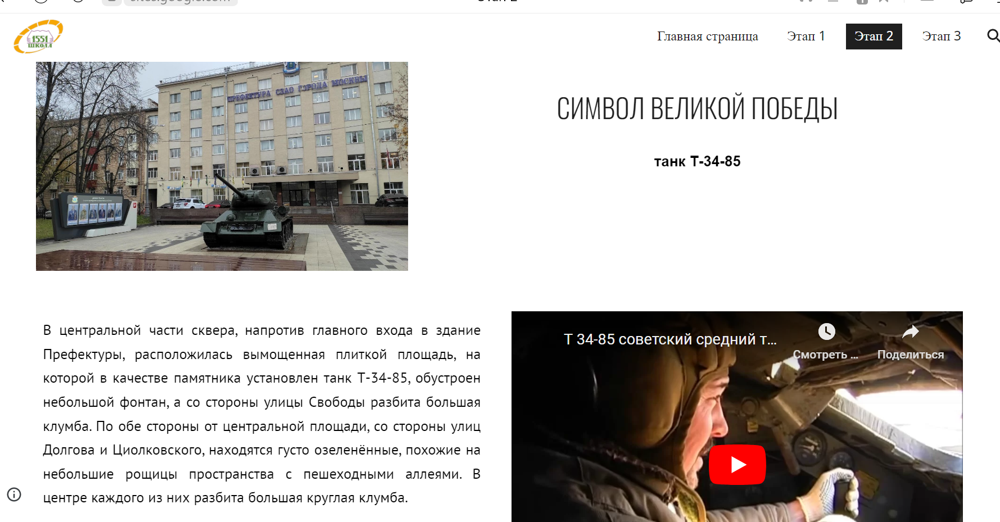 1551
ШКОЛА
Главная страница
Этап 1
Этап 2
Этап 3
ПРЕФЕКТУРА СЗАО ГОРОДА МОСКВЫ
СИМВОЛ ВЕЛИКОЙ ПОБЕДЫ
танк Т-34-85
В центральной части сквера, напротив главного входа в здание
Префектуры, расположилась вымощенная плиткой площадь, на
которой в качестве памятника установлен танк Т-34-85, обустроен
небольшой фонтан, а со стороны улицы Свободы разбита большая
клумба. По обе стороны от центральной площади, со стороны улиц
Долгова и Циолковского, находятся густо озеленённые, похожие на
небольшие рощицы пространства с пешеходными аллеями. В
центре каждого из них разбита большая круглая клумба.
Т 34-85 советский средний т...
Смотреть ...
Поделиться